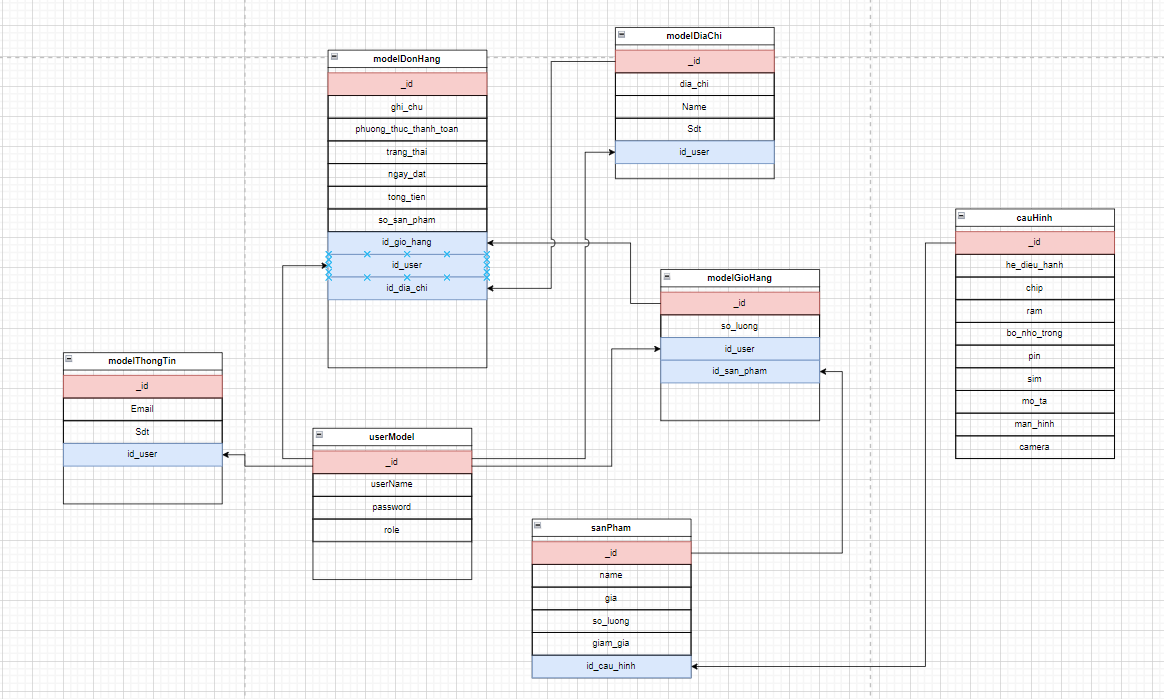 modelDonHang
_id
ghi_chu
phuong_thuc_thanh_toan
trang_thai
ngay_dat
tong_tien
so_san_pham
id_gio_hang
id_user
id_dia_chi
modelDiaChi
_id
dia_chi
Name
Sdt
id_user
cauHinh
_id
he_dieu_hanh
chip
ram
bo_nho_trong
pin
sim
mo_ta
man_hinh
camera
modelGioHang
_id
so_luong
id_user
id_san_pham
modelThongTin
_id
Email
Sdt
id_user
userModel
_id
userName
password
role
sanPham
_id
name
gia
so_luong
giam_gia
id_cau_hinh